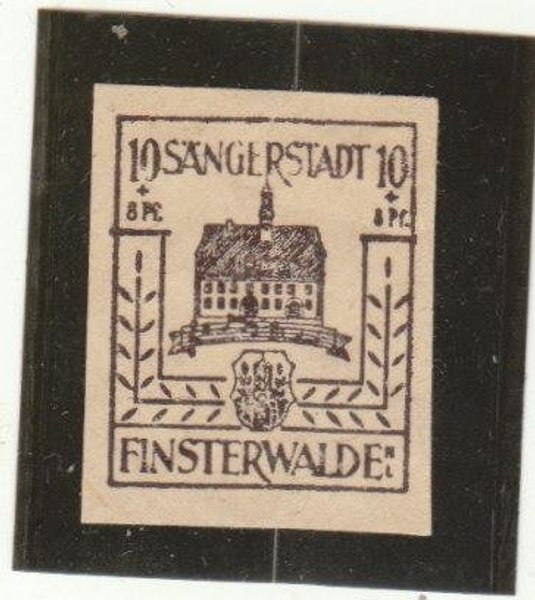 10 SÄNGERSTADT 10
+ +
8 Pf. 8 Pf.
FINSTERWALDE N.L.